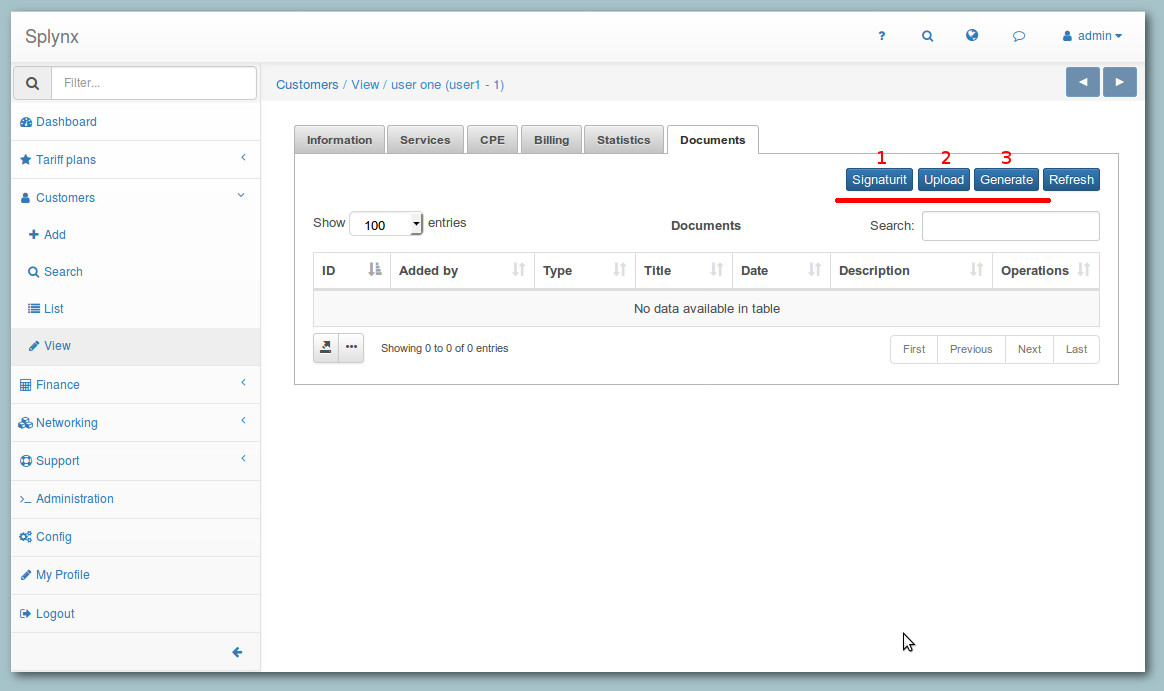 Splynx
? admin
Filter...
Customers / View / user one (user1 - 1)
Dashboard
Tariff plans
Customers
Add
Search
List
View
Finance
Networking
Support
Administration
Config
My Profile
Logout
Information Services CPE Billing Statistics Documents
1 2 3
Signaturit Upload Generate Refresh
Show 100 entries Documents Search:
ID Added by Type Title Date Description Operations
No data available in table
Showing 0 to 0 of 0 entries First Previous Next Last